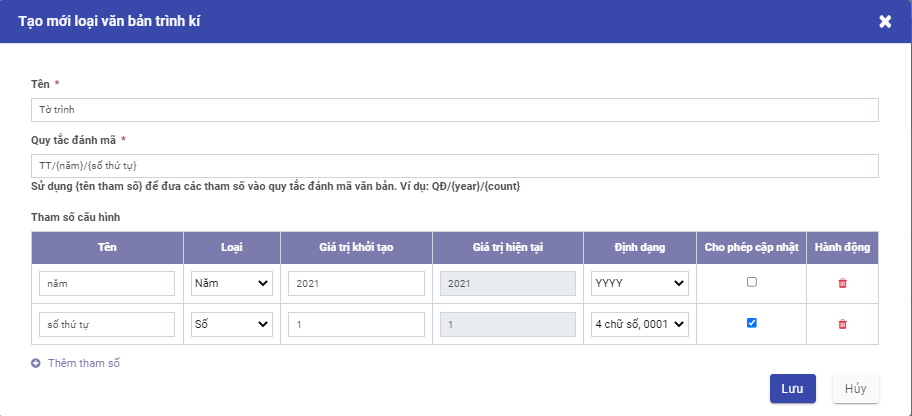 Tạo mới loại văn bản trình kí
Tên *
Tờ trình
Quy tắc đánh mã *
TT/{năm}/{số thứ tự}
Sử dụng {tên tham số} để đưa các tham số vào quy tắc đánh mã văn bản. Ví dụ: QĐ/{year}/{count}
Tham số cấu hình
Tên Loại Giá trị khởi tạo Giá trị hiện tại Định dạng Cho phép cập nhật Hành động
năm Năm 2021 2021 YYYY
số thứ tự Số 1 1 4 chữ số, 0001
Thêm tham số
Lưu Hủy